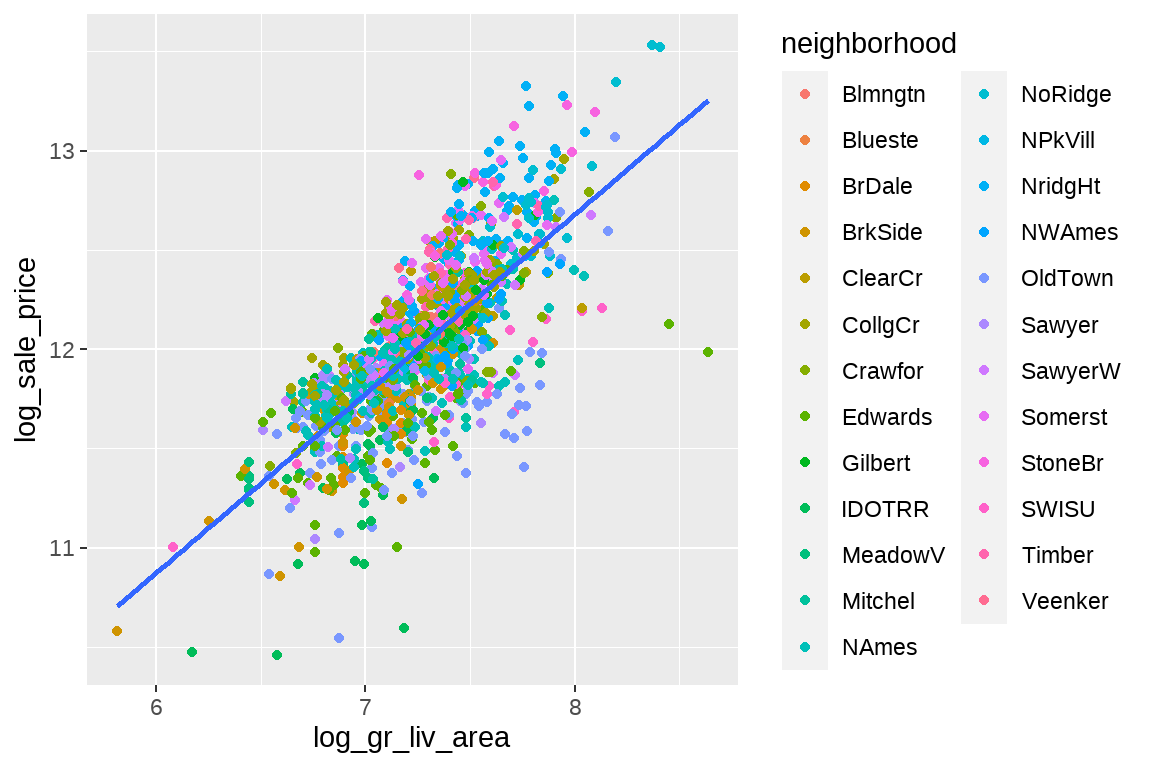 neighborhood
Blmngtn
Blueste
BrDale
BrkSide
ClearCr
CollgCr
Crawfor
Edwards
Gilbert
IDOTRR
MeadowV
Mitchel
NAmes
NoRidge
NPkVill
NridgHt
NWAmes
OldTown
Sawyer
SawyerW
Somerst
StoneBr
SWISU
Timber
Veenker
log_sale_price
13
12
11
6 7 8
log_gr_liv_area